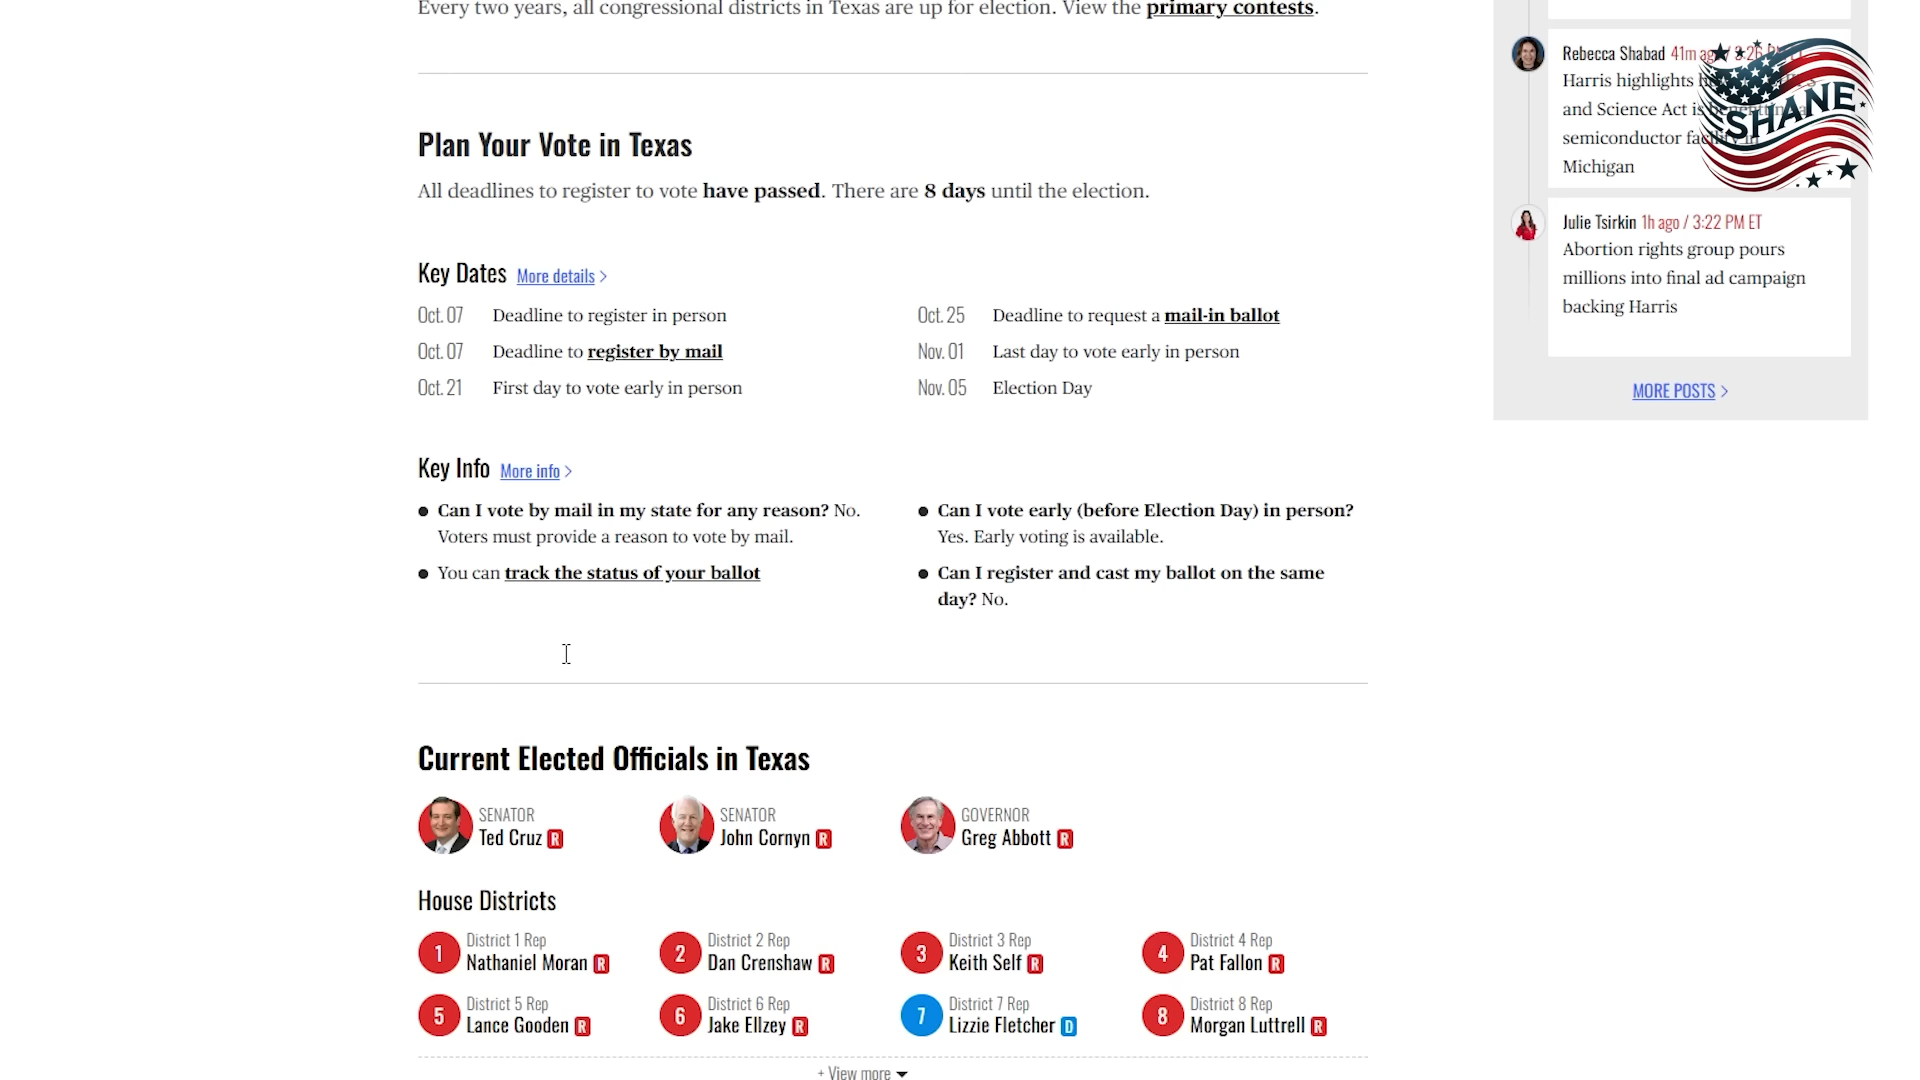 Every two years, all congressional districts in Texas are up for election. View the primary contests.
Plan Your Vote in Texas
All deadlines to register to vote have passed. There are 8 days until the election.
Key Dates More details >
Oct. 07 Deadline to register in person
Oct. 07 Deadline to register by mail
Oct. 21 First day to vote early in person
Oct. 25 Deadline to request a mail-in ballot
Nov. 01 Last day to vote early in person
Nov. 05 Election Day
Key Info More info >
Can I vote by mail in my state for any reason? No.
Voters must provide a reason to vote by mail.
You can track the status of your ballot
Can I vote early (before Election Day) in person?
Yes. Early voting is available.
Can I register and cast my ballot on the same
day? No.
Current Elected Officials in Texas
SENATOR
Ted Cruz R
SENATOR
John Cornyn R
GOVERNOR
Greg Abbott R
House Districts
1 District 1 Rep
Nathaniel Moran R
2 District 2 Rep
Dan Crenshaw R
3 District 3 Rep
Keith Self R
4 District 4 Rep
Pat Fallon R
5 District 5 Rep
Lance Gooden R
6 District 6 Rep
Jake Ellzey R
7 District 7 Rep
Lizzie Fletcher D
8 District 8 Rep
Morgan Luttrell R
+ View more
Rebecca Shabad 41m ago / 3:26
Harris highlights
and Science Act is
semiconductor facility in
Michigan
SHANE
Julie Tsirkin 1h ago / 3:22 PM ET
Abortion rights group pours
millions into final ad campaign
backing Harris
MORE POSTS >